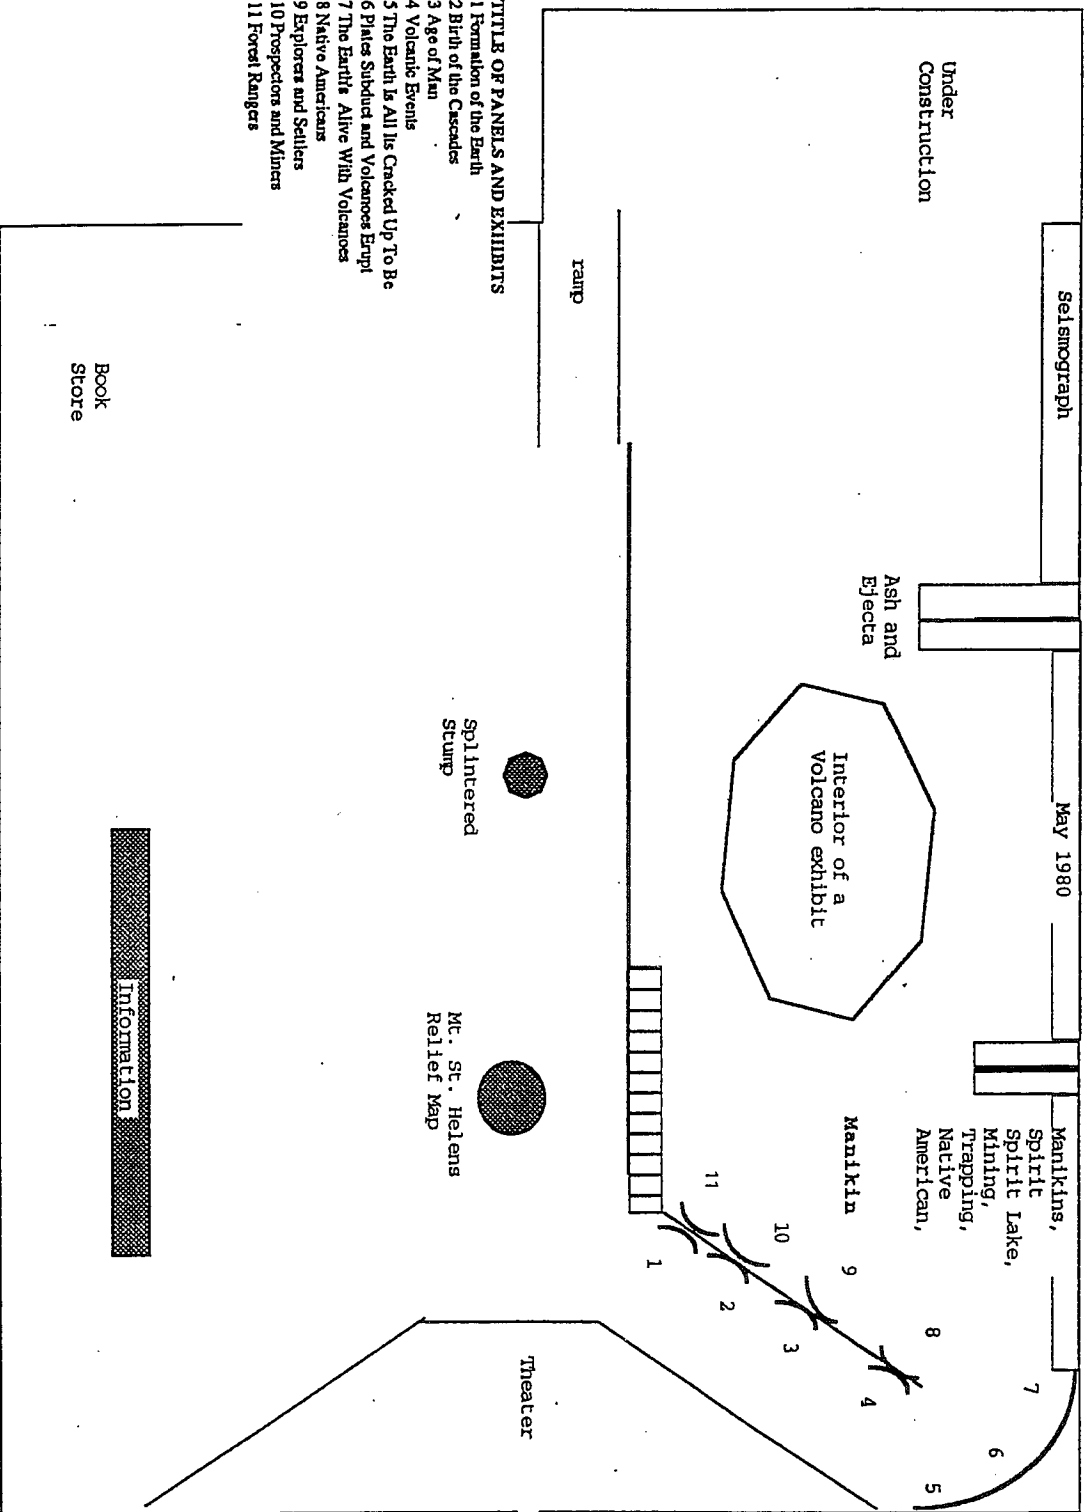 Under
Construction
Seismograph
ramp
Book
Store
TITLE OF PANELS AND EXHIBITS
1 Formation of the Earth
2 Birth of the Cascades
3 Age of Man
4 Volcanic Events
5 The Earth Is All Its Cracked Up To Be
6 Plates Subduct and Volcanoes Erupt
7 The Earth's Alive With Volcanoes
8 Native Americans
9 Explorers and Settlers
10 Prospectors and Miners
11 Forest Rangers
Ash and
Ejecta
May 1980
Interior of a
Volcano exhibit
Splintered
Stump
Mt. St. Helens
Relief Map
Information
Manikins,
Spirit
Spirit Lake,
Mining,
Trapping,
Native
American,
Manikin
11
10
9
8
7
6
5
4
3
2
1
Theater